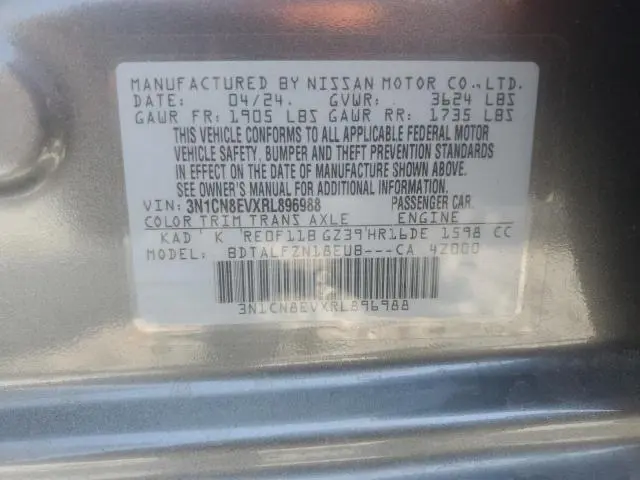 MANUFACTURED BY NISSAN MOTOR CO.,LTD.
DATE: 04/24. GVWR: 3624 LBS
GAWR FR: 1905 LBS GAWR RR: 1735 LBS
THIS VEHICLE CONFORMS TO ALL APPLICABLE FEDERAL MOTOR
VEHICLE SAFETY, BUMPER AND THEFT PREVENTION STANDARDS
IN EFFECT ON THE DATE OF MANUFACTURE SHOWN ABOVE.
SEE OWNER'S MANUAL FOR ADDITIONAL INFORMATION.
VIN: 3N1CN8EVXRL896988 PASSENGER CAR.
COLOR TRIM TRANS AXLE ENGINE
KAD K RE0F11B GZ39 HR16DE 1598 CC
MODEL: BDTALFZN18EU8---CA 42000
3N1CN8EVXRL896988